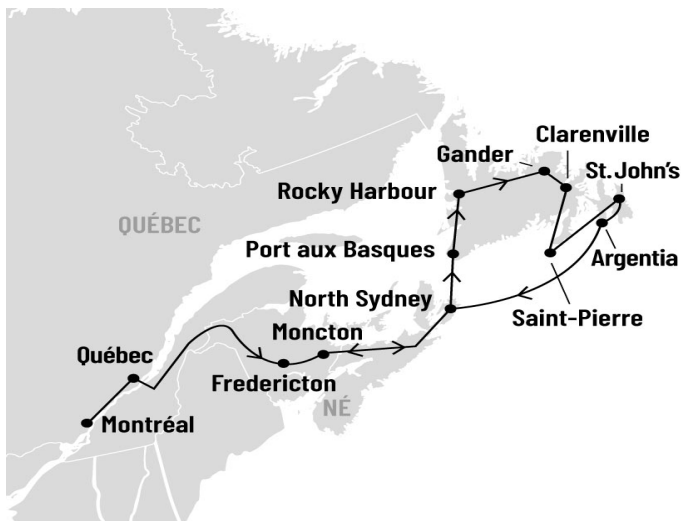 Clarenville
Gander
St. John's
Rocky Harbour
QUÉBEC
Port aux Basques
Argentia
North Sydney
Saint-Pierre
Moncton
Québec
Fredericton
NÉ
Montréal